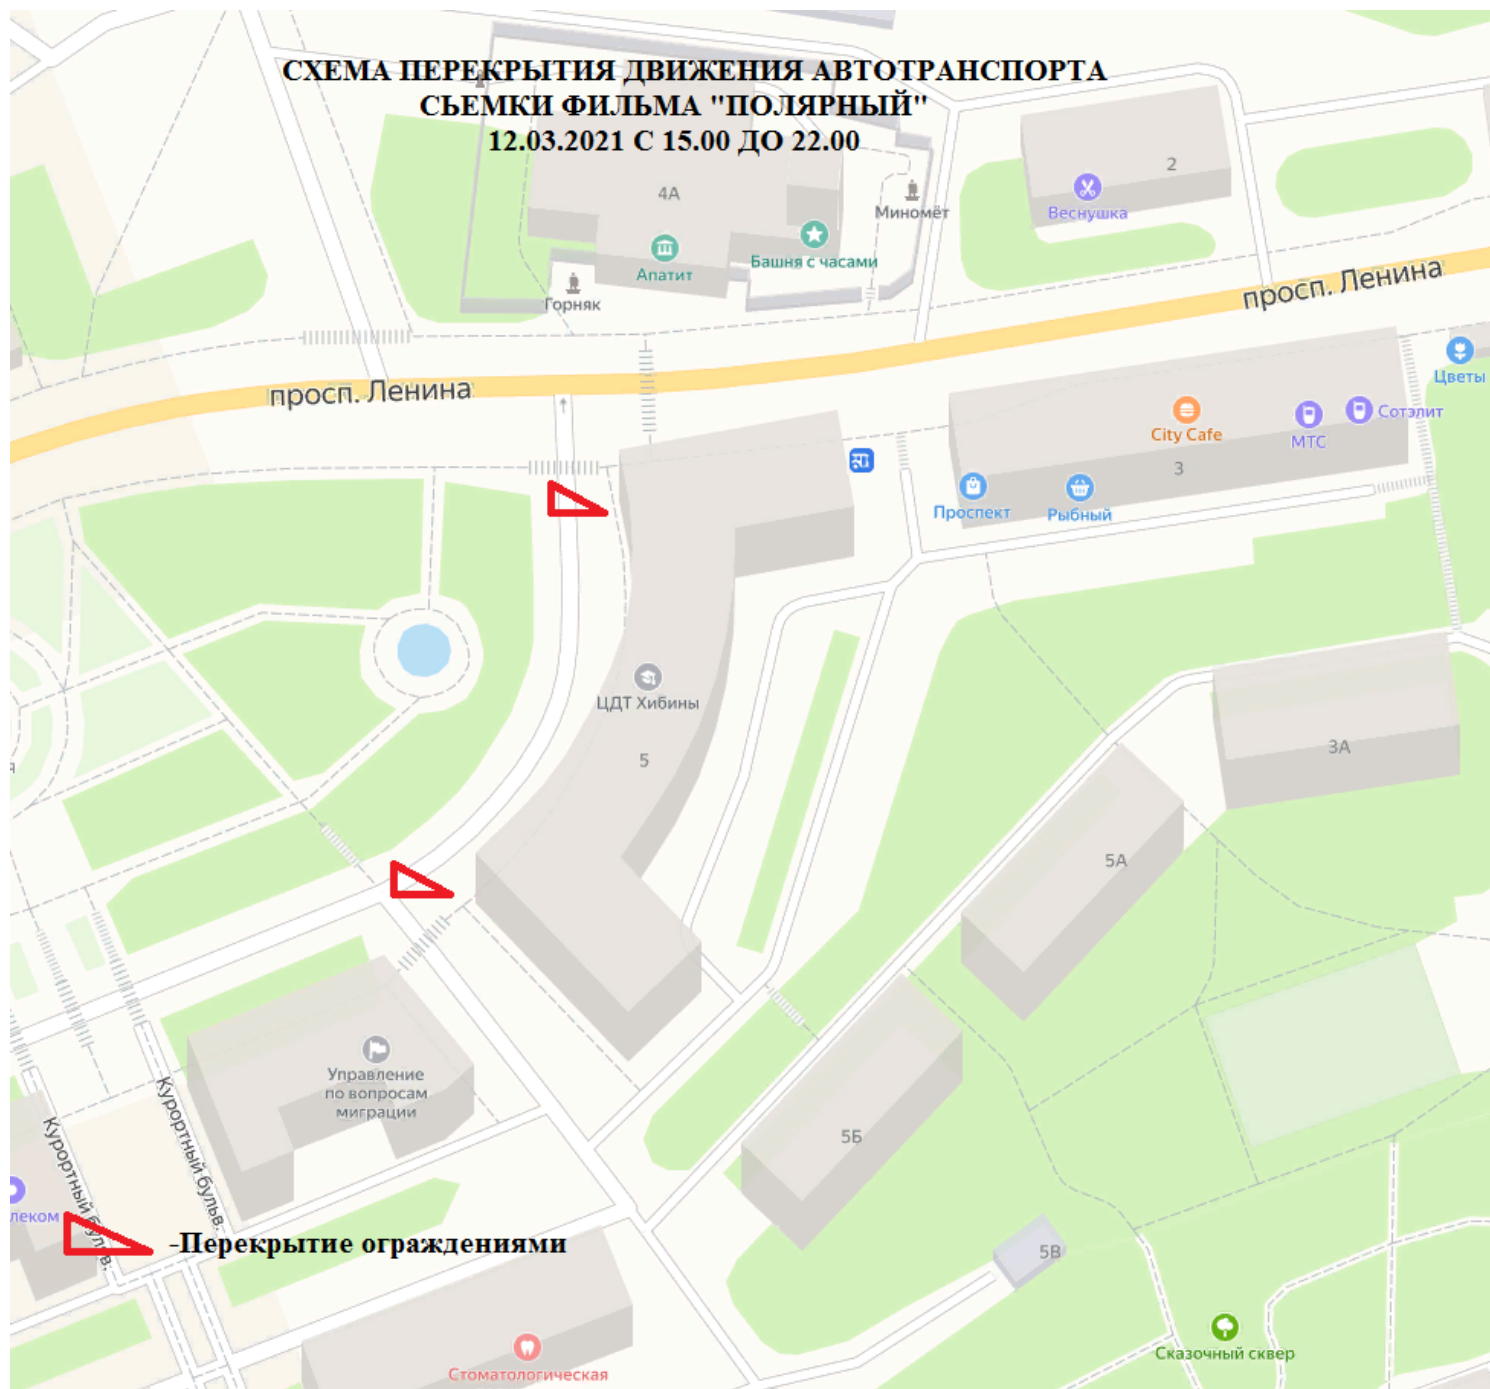 СХЕМА ПЕРЕКРЫТИЯ ДВИЖЕНИЯ АВТОТРАНСПОРТА
СЬЕМКИ ФИЛЬМА "ПОЛЯРНЫЙ"
12.03.2021 С 15.00 ДО 22.00
2
4А
Миномёт
Веснушка
Башня с часами
Апатит
Горняк
просп. Ленина
просп. Ленина
Цветы
Сотэлит
City Cafe
МТС
3
Проспект
Рыбный
ЦДТ Хибины
5
3А
я
5А
Управление
по вопросам
миграции
Курортный бульв.
Курортный бульв.
5Б
леком
-Перекрытие ограждениями
5В
Сказочный сквер
Стоматологическая